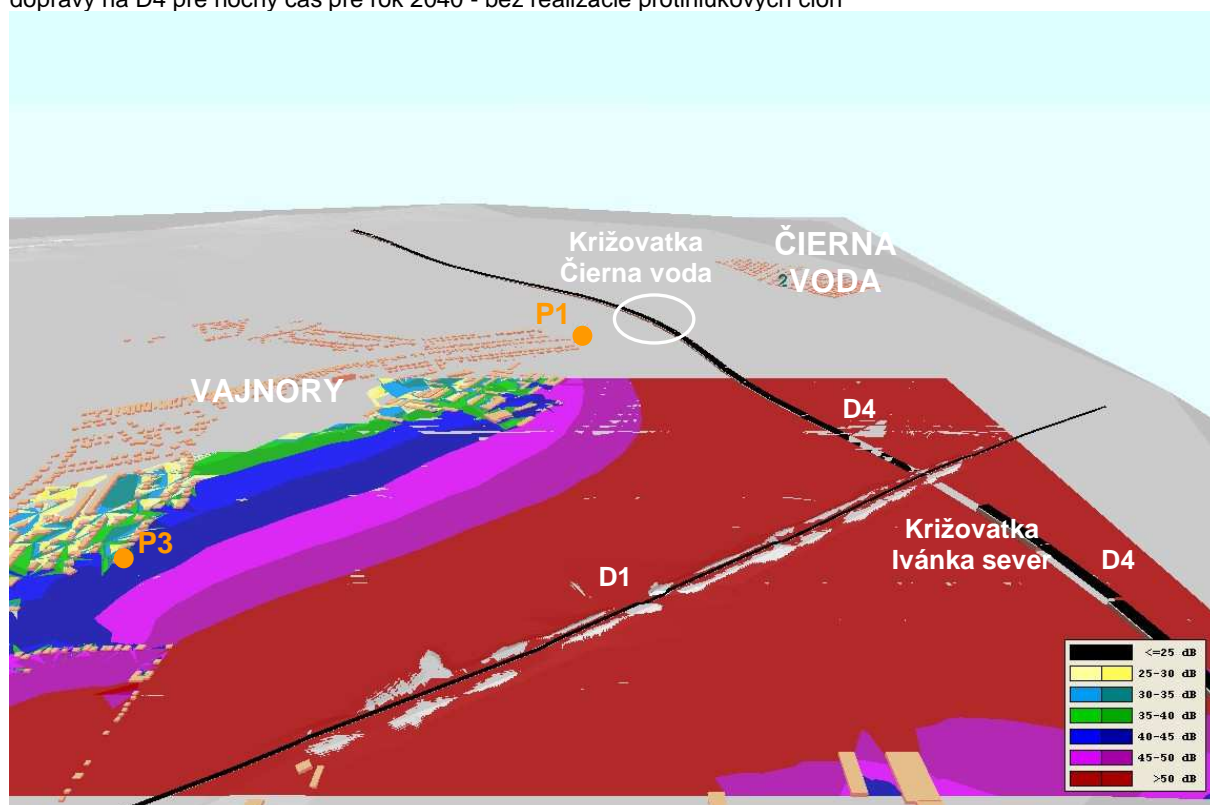 dopravy na D4 pre nočný čas pre rok 2040 - bez realizácie protihlukových clôn
Križovatka
Čierna voda
ČIERNA
VODA
2
P1
VAJNORY
D4
P3
Križovatka
Ivánka sever
D4
D1
<=25 dB
25-30 dB
30-35 dB
35-40 dB
40-45 dB
45-50 dB
>50 dB